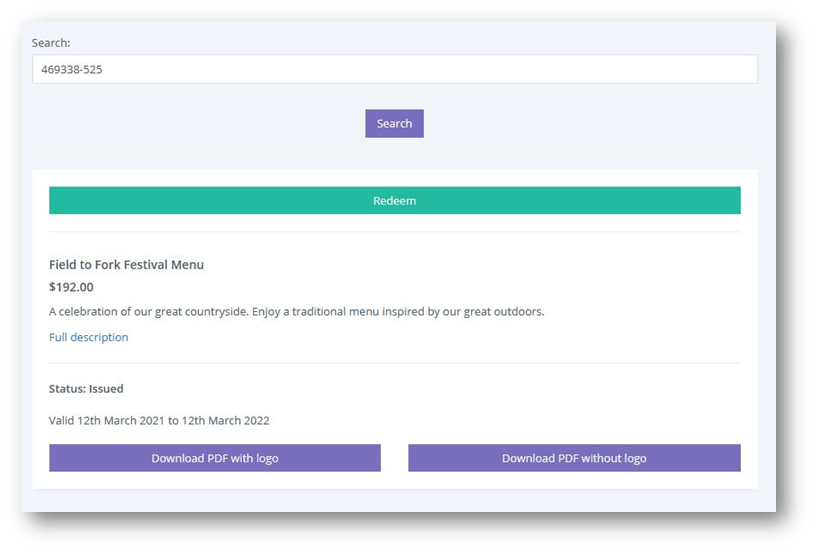 Search:
469338-525
Search
Redeem
Field to Fork Festival Menu
$192.00
A celebration of our great countryside. Enjoy a traditional menu inspired by our great outdoors.
Full description
Status: Issued
Valid 12th March 2021 to 12th March 2022
Download PDF with logo
Download PDF without logo